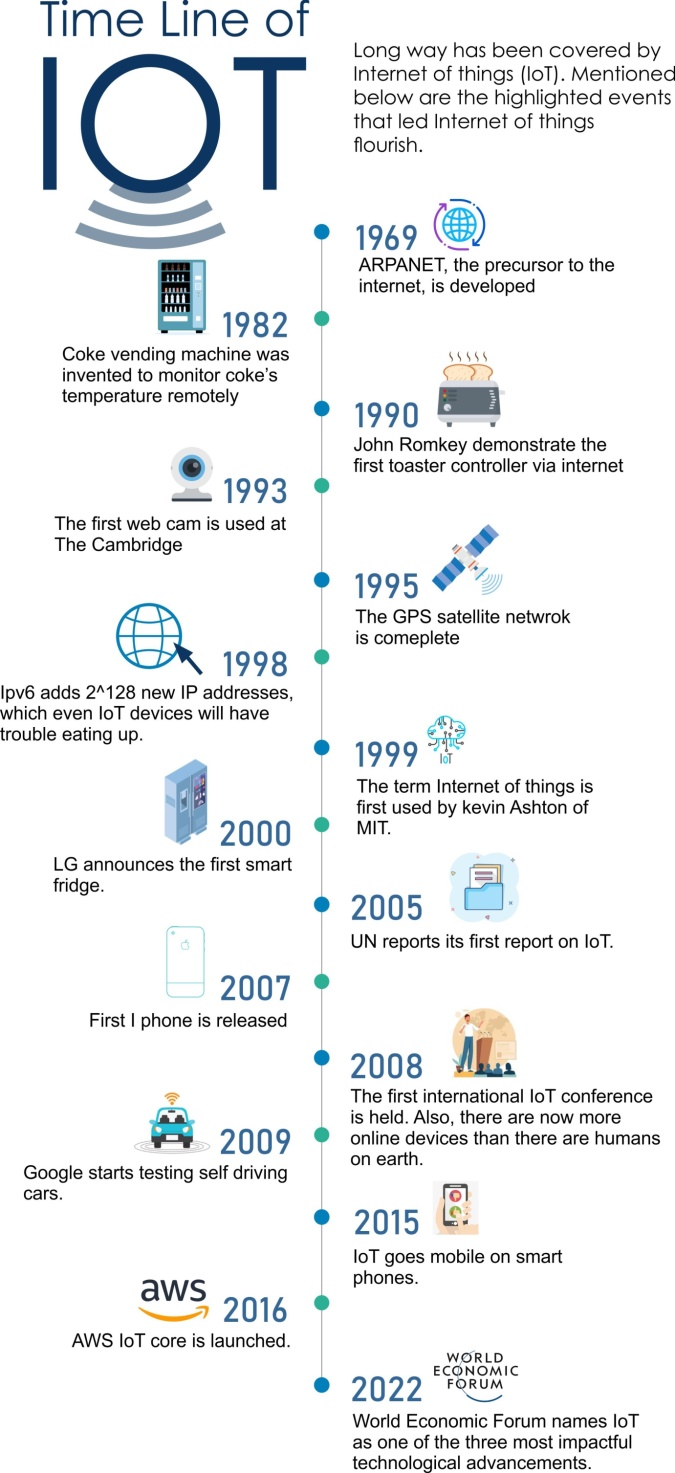 Time Line of
IOT
Long way has been covered by
Internet of things (IoT). Mentioned
below are the highlighted events
that led Internet of things
flourish.
1969
ARPANET, the precursor to the
internet, is developed
1982
Coke vending machine was
invented to monitor coke's
temperature remotely
1990
John Romkey demonstrate the
first toaster controller via internet
1993
The first web cam is used at
The Cambridge
1995
The GPS satellite netwrok
is comeplete
1998
Ipv6 adds 2^128 new IP addresses,
which even IoT devices will have
trouble eating up.
IoT
1999
The term Internet of things is
first used by kevin Ashton of
MIT.
2000
LG announces the first smart
fridge.
2005
UN reports its first report on IoT.
2007
First I phone is released
2008
The first international IoT conference
is held. Also, there are now more
online devices than there are humans
on earth.
2009
Google starts testing self driving
cars.
2015
IoT goes mobile on smart
phones.
aws
2016
AWS IoT core is launched.
WORLD
ECONOMIC
FORUM
2022
World Economic Forum names IoT
as one of the three most impactful
technological advancements.